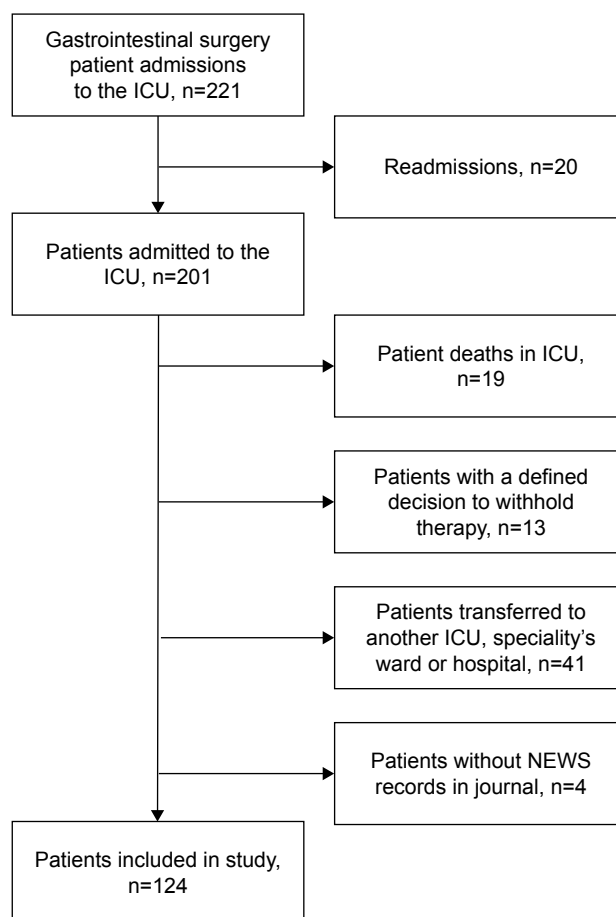 Gastrointestinal surgery
patient admissions
to the ICU, n=221
Readmissions, n=20
Patients admitted to the
ICU, n=201
Patient deaths in ICU,
n=19
Patients with a defined
decision to withhold
therapy, n=13
Patients transferred to
another ICU, speciality’s
ward or hospital, n=41
Patients without NEWS
records in journal, n=4
Patients included in study,
n=124